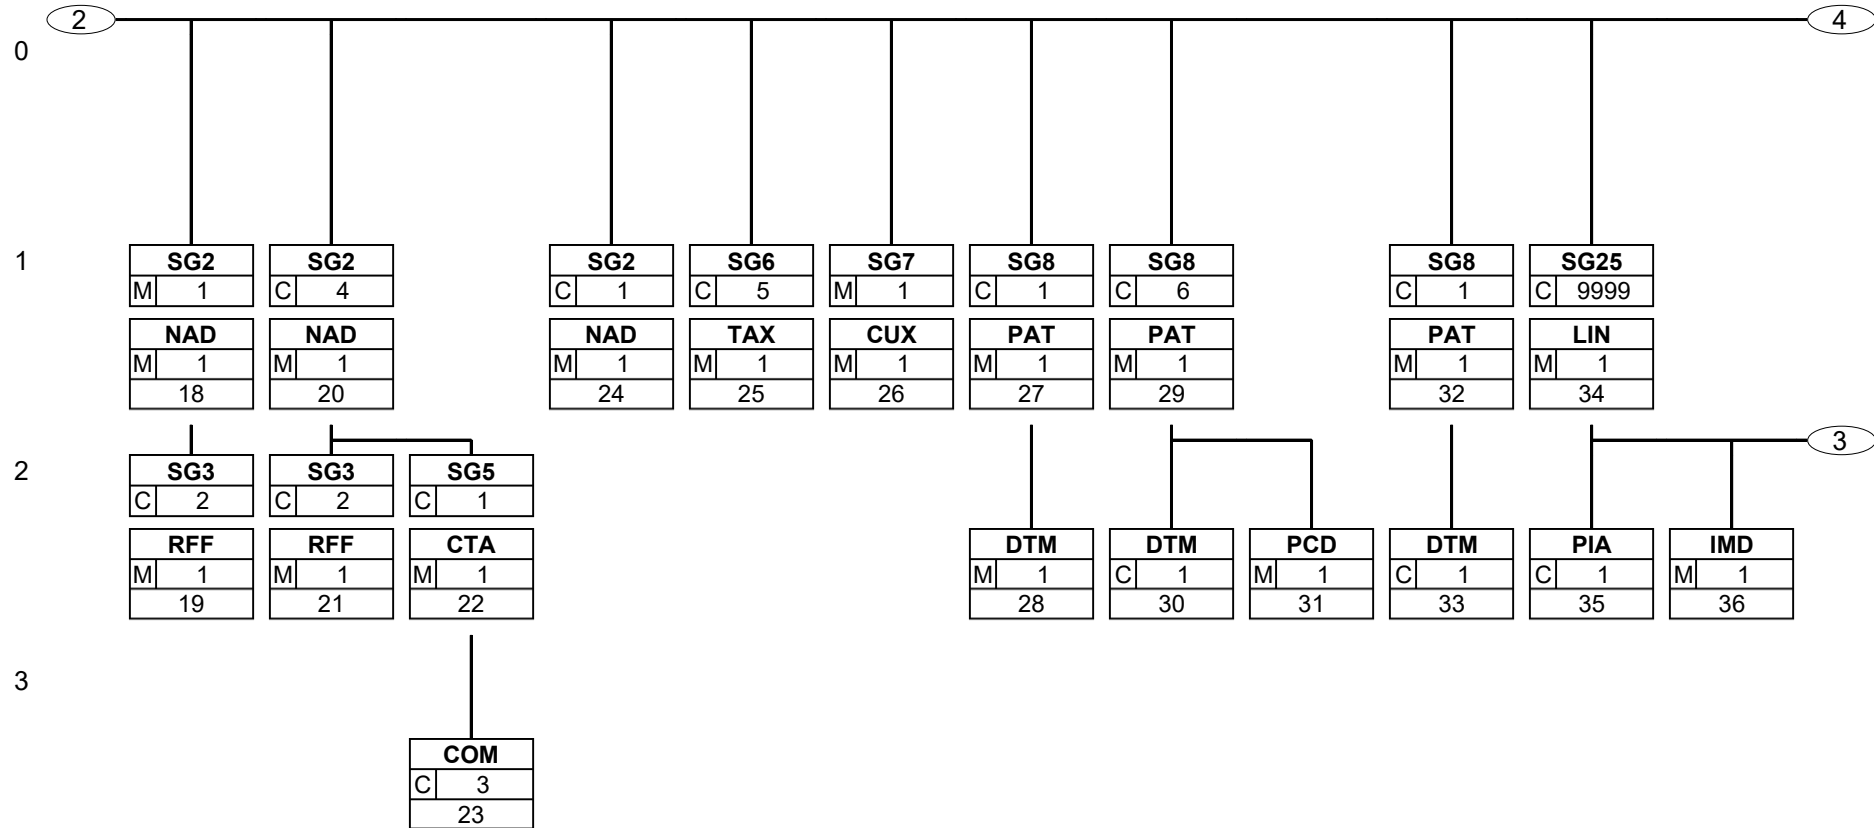 2 4
0
1
SG2 SG2 SG2 SG6 SG7 SG8 SG8 SG8 SG25
M 1 C 4 C 1 C 5 M 1 C 1 C 6 C 1 C 9999
NAD NAD NAD TAX CUX PAT PAT PAT LIN
M 1 M 1 M 1 M 1 M 1 M 1 M 1 M 1 M 1
18 20 24 25 26 27 29 32 34
3
2
SG3 SG3 SG5
C 2 C 2 C 1
RFF RFF CTA DTM DTM PCD DTM PIA IMD
M 1 M 1 M 1 M 1 C 1 M 1 C 1 C 1 M 1
19 21 22 28 30 31 33 35 36
3
COM
C 3
23